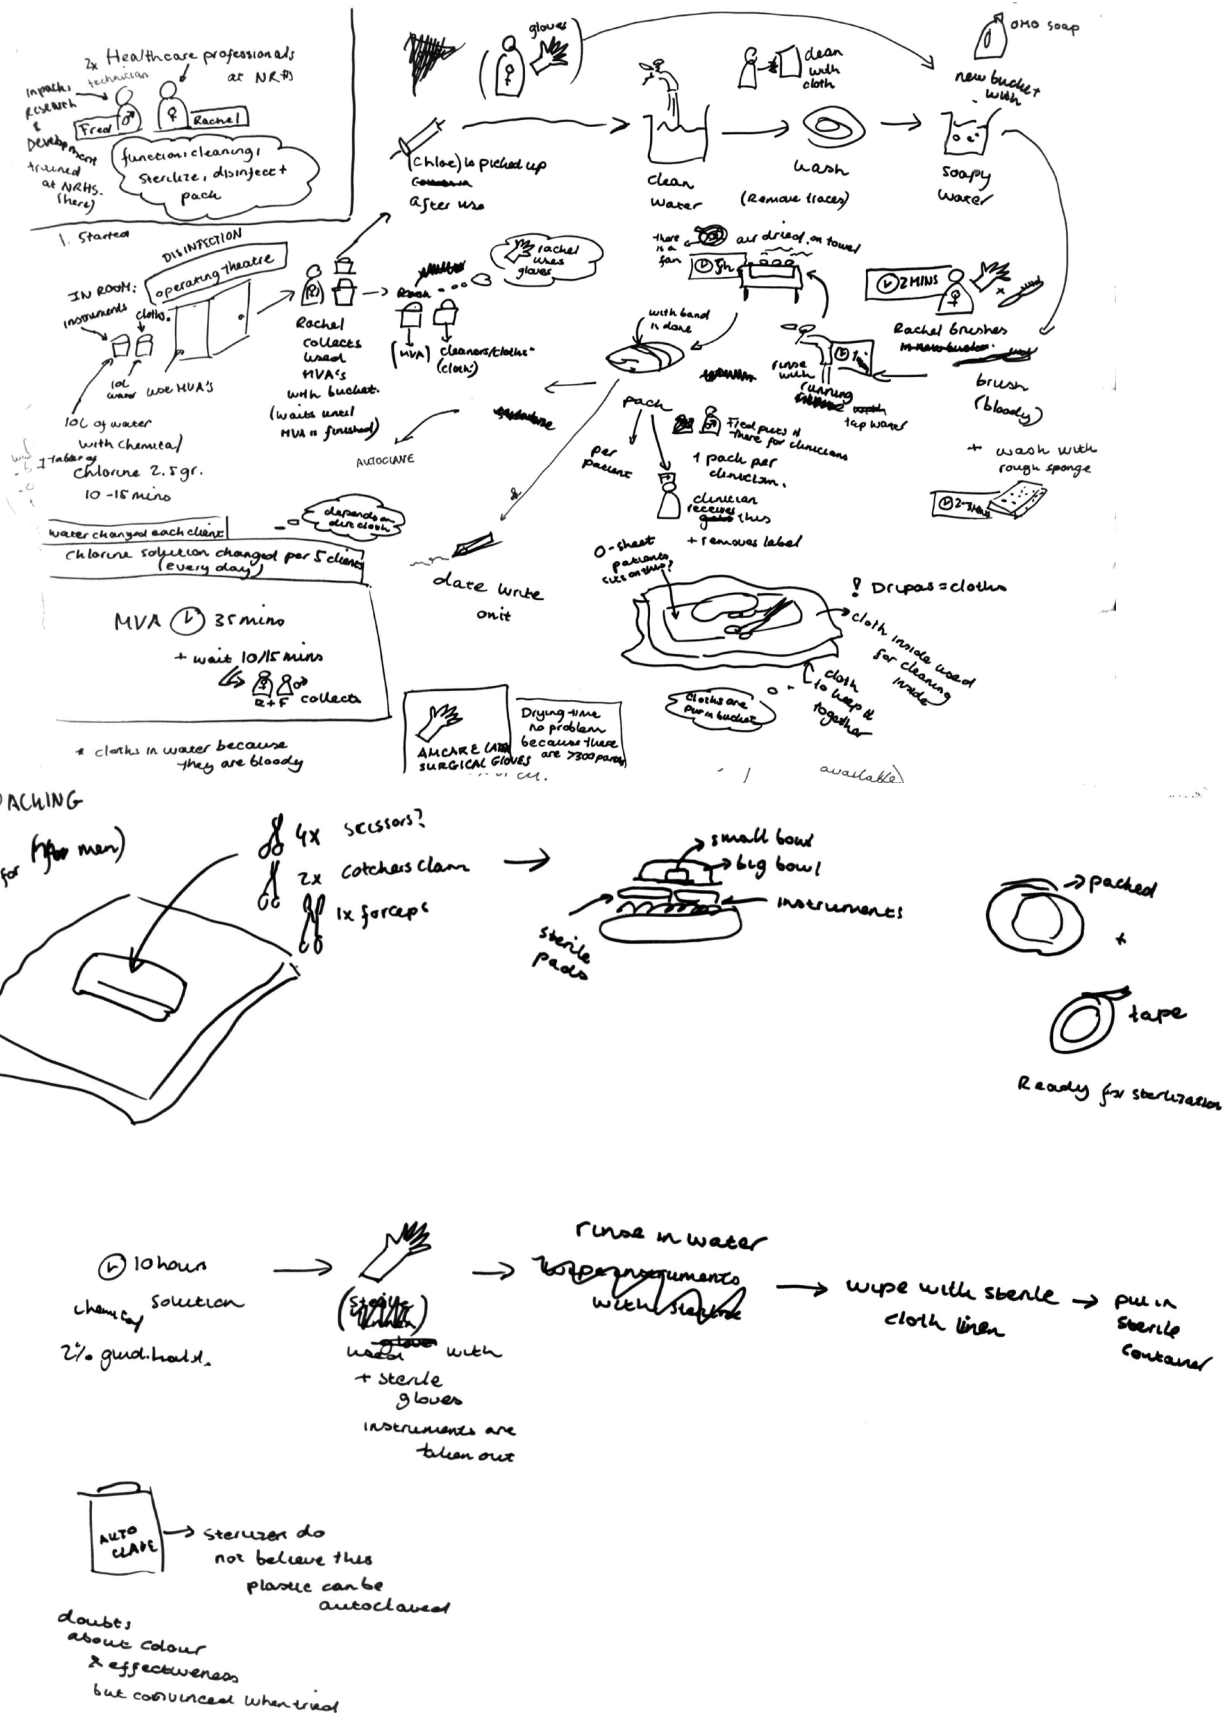 2x Healthcare professionals
at NRHS
technician
Research
&
Development
trained
at NRHS.
(here)
Fred
Rachel
function: cleaning,
sterilize, disinfect +
pack
gloves
clean
with
cloth
OMO soap
new bucket
with
(Chloe) is picked up
after use
clean
water
wash
(Remove traces)
soapy
water
1. Started
DISINFECTION
operating theatre
IN ROOM:
instruments
cloths.
10L
water
use MVA's
10L of water
with chemical
1 tablet of
Chlorine 2.5gr.
10-15 mins
Rachel
collects
used
MVA's
with bucket.
(waits until
MVA is finished)
Room
rachel
uses
gloves
(MVA)
cleaners/cloths
(cloth)
there
is a
fan
air dried on towel
2 MINS
Rachel brushes
brush
(bloody)
+ wash with
rough sponge
rinse
with
running
tap water
with band
is done
pack
per
patient
Fred puts it
there for clinicians
1 pack per
clinician.
clinician
receives
this
+ removes label
AUTOCLAVE
date write
on it
water changed each client
depends on
dirt cloth
Chlorine solution changed per 5 clients
(every day)
MVA 35 mins
+ wait 10/15 mins
R + F collects
* cloths in water because
they are bloody
AMCARE LATEX
SURGICAL GLOVES
Drying time
no problem
because there
are >300
O-sheet
patients
sits on this?
! Drapas = cloths
cloth inside used
for cleaning
inside
cloth
to keep it
together
cloths are
put in bucket
available)
PACKING
for
men)
4x scissors?
2x
1x forceps
small bowl
big bowl
instruments
sterile
pads
packed
+
tape
Ready for sterlization
10 hours
chemical solution
2%
used with
+ sterile
gloves
instruments are
taken out
rinse in water
wipe with sterile
cloth linen
put in
sterile
container
AUTO
CLAVE
sterlizer do
not believe this
plastic can be
autoclaved
doubts
about colour
& effectiveness
but convinced when tried